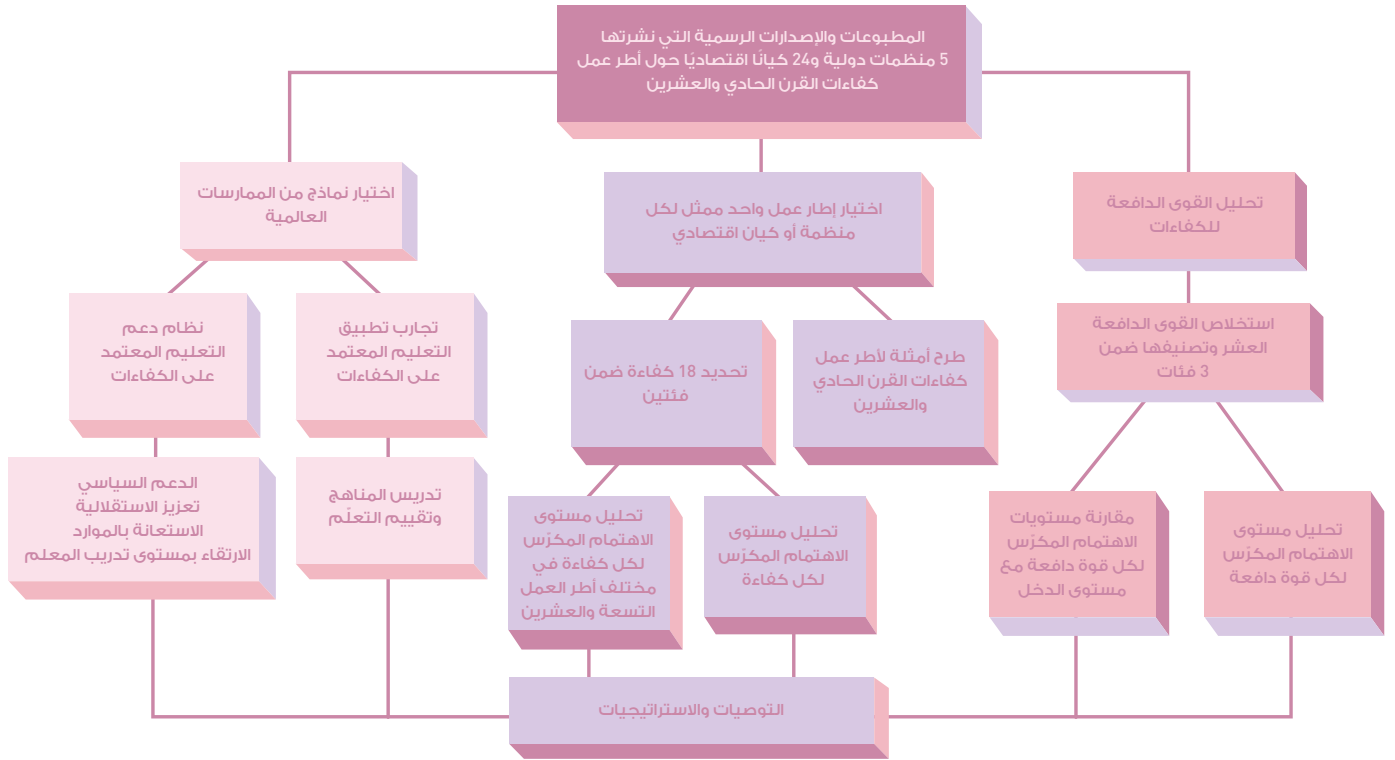 المطبوعات والإصدارات الرسمية التي نشرتها
5 منظمات دولية و24 كيانًا اقتصاديًا حول أطر عمل
كفاءات القرن الحادي والعشرين
تحليل القوى الدافعة
للكفاءات
استخلاص القوى الدافعة
العشر وتصنيفها ضمن
3 فئات
تحليل مستوى
الاهتمام المكرّس
لكل قوة دافعة
مقارنة مستويات
الاهتمام المكرّس
لكل قوة دافعة مع
مستوى الدخل
اختيار إطار عمل واحد ممثل لكل
منظمة أو كيان اقتصادي
طرح أمثلة لأطر عمل
كفاءات القرن الحادي
والعشرين
تحديد 18 كفاءة ضمن
فئتين
تحليل مستوى
الاهتمام المكرّس
لكل كفاءة
تحليل مستوى
الاهتمام المكرّس
لكل كفاءة في
مختلف أطر العمل
التسعة والعشرين
اختيار نماذج من الممارسات
العالمية
تجارب تطبيق
التعليم المعتمد
على الكفاءات
تدريس المناهج
وتقييم التعلّم
نظام دعم
التعليم المعتمد
على الكفاءات
الدعم السياسي
تعزيز الاستقلالية
الاستعانة بالموارد
الارتقاء بمستوى تدريب المعلم
التوصيات والاستراتيجيات